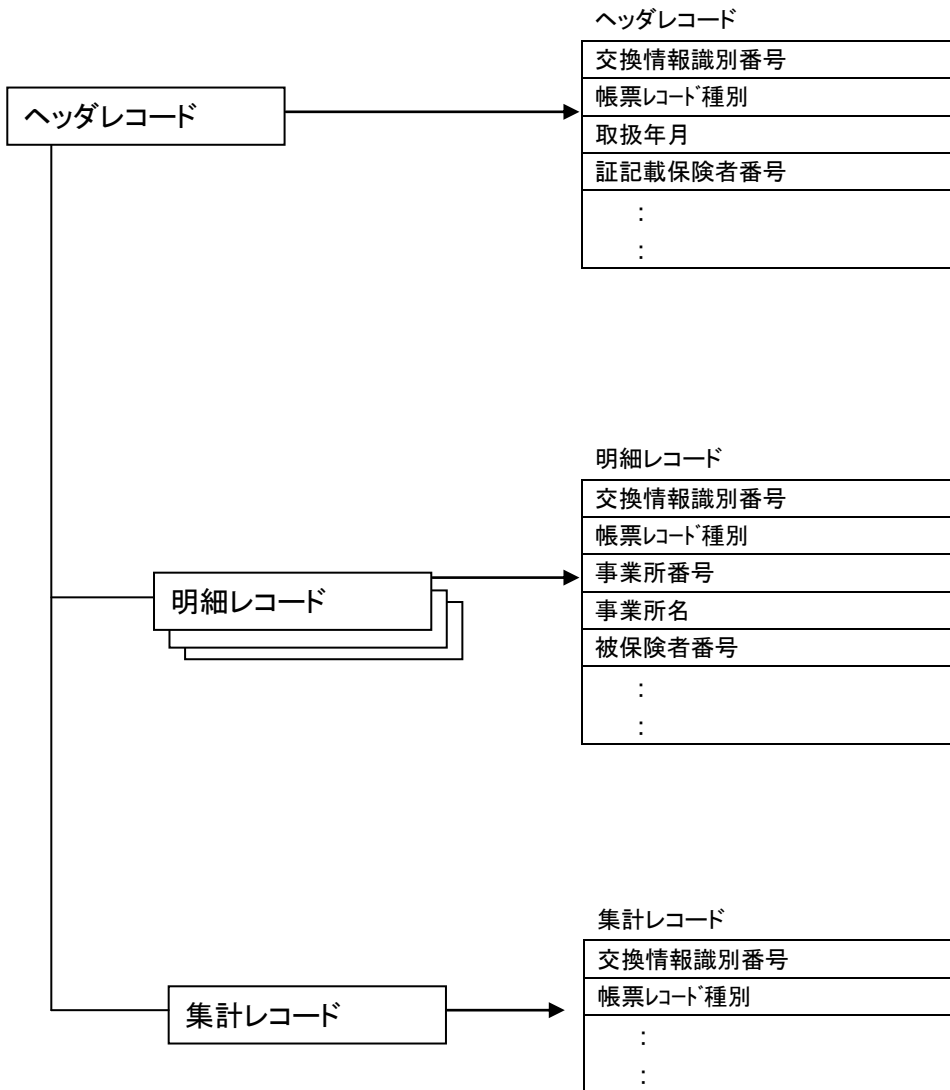 ヘッダレコード
交換情報識別番号
帳票ﾚｺｰﾄﾞ種別
取扱年月
証記載保険者番号
:
:
ヘッダレコード
明細レコード
交換情報識別番号
帳票ﾚｺｰﾄﾞ種別
事業所番号
事業所名
被保険者番号
:
:
明細レコード
集計レコード
交換情報識別番号
帳票ﾚｺｰﾄﾞ種別
:
:
集計レコード